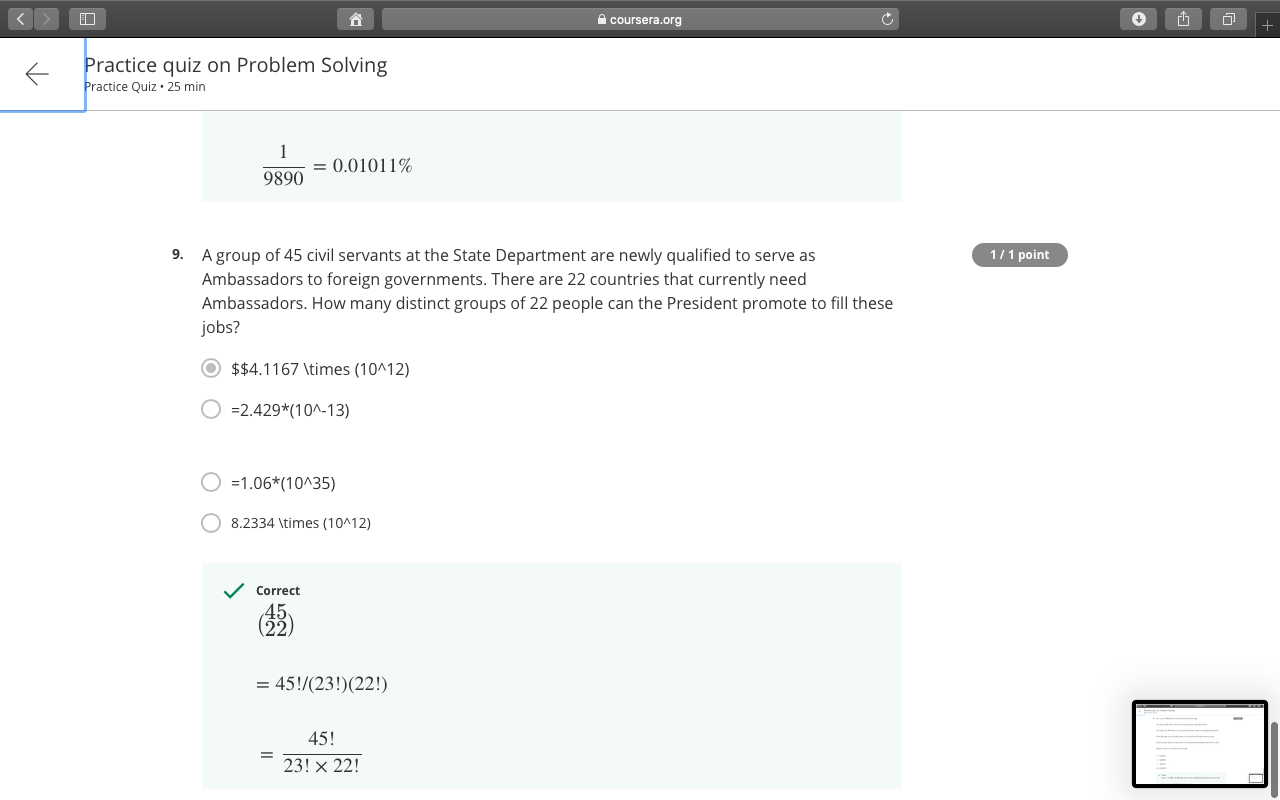 coursera.org
Practice quiz on Problem Solving
Practice Quiz • 25 min
1
9890
= 0.01011%
9. A group of 45 civil servants at the State Department are newly qualified to serve as 1 / 1 point
Ambassadors to foreign governments. There are 22 countries that currently need
Ambassadors. How many distinct groups of 22 people can the President promote to fill these
jobs?
$$4.1167 \times (10^12)
=2.429*(10^-13)
=1.06*(10^35)
8.2334 \times (10^12)
Correct
(45
22)
= 45!/(23!)(22!)
45!
=
23! × 22!